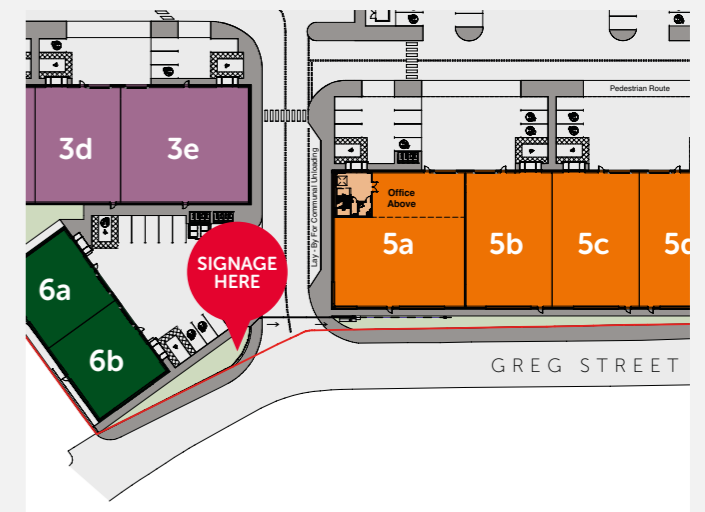 Pedestrian Route
3d
3e
Lay - By For Communal Unloading
Office
Above
5a
5b
5c
SIGNAGE
HERE
6a
6b
GREG STREET